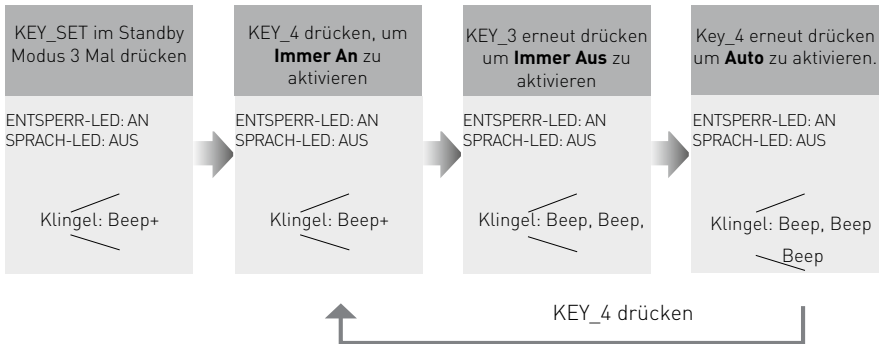 KEY_SET im Standby
Modus 3 Mal drücken
ENTSPERR-LED: AN
SPRACH-LED: AUS
Klingel: Beep+
KEY_4 drücken, um
Immer An zu
aktivieren
ENTSPERR-LED: AN
SPRACH-LED: AUS
Klingel: Beep+
KEY_3 erneut drücken
um Immer Aus zu
aktivieren
ENTSPERR-LED: AN
SPRACH-LED: AUS
Klingel: Beep, Beep,
Key_4 erneut drücken
um Auto zu aktivieren.
ENTSPERR-LED: AN
SPRACH-LED: AUS
Klingel: Beep, Beep
Beep
KEY_4 drücken